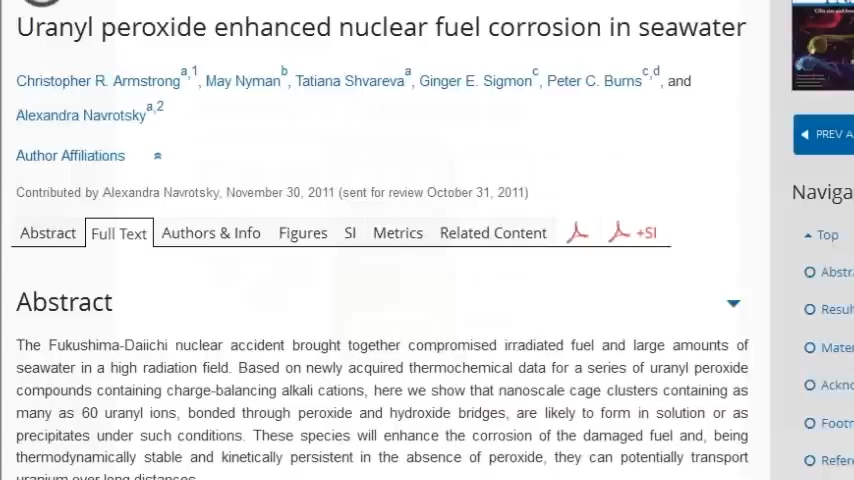 Uranyl peroxide enhanced nuclear fuel corrosion in seawater
Christopher R. Armstrong a,1, May Nyman b, Tatiana Shvareva a, Ginger E. Sigmon c, Peter C. Burns c,d, and
Alexandra Navrotsky a,2
Author Affiliations
Contributed by Alexandra Navrotsky, November 30, 2011 (sent for review October 31, 2011)
Abstract Full Text Authors & Info Figures SI Metrics Related Content +SI
Abstract
The Fukushima-Daiichi nuclear accident brought together compromised irradiated fuel and large amounts of
seawater in a high radiation field. Based on newly acquired thermochemical data for a series of uranyl peroxide
compounds containing charge-balancing alkali cations, here we show that nanoscale cage clusters containing as
many as 60 uranyl ions, bonded through peroxide and hydroxide bridges, are likely to form in solution or as
precipitates under such conditions. These species will enhance the corrosion of the damaged fuel and, being
thermodynamically stable and kinetically persistent in the absence of peroxide, they can potentially transport
uranium over long distances.
PREV A
Naviga
Top
Abstra
Result
Mater
Ackno
Footn
Refere